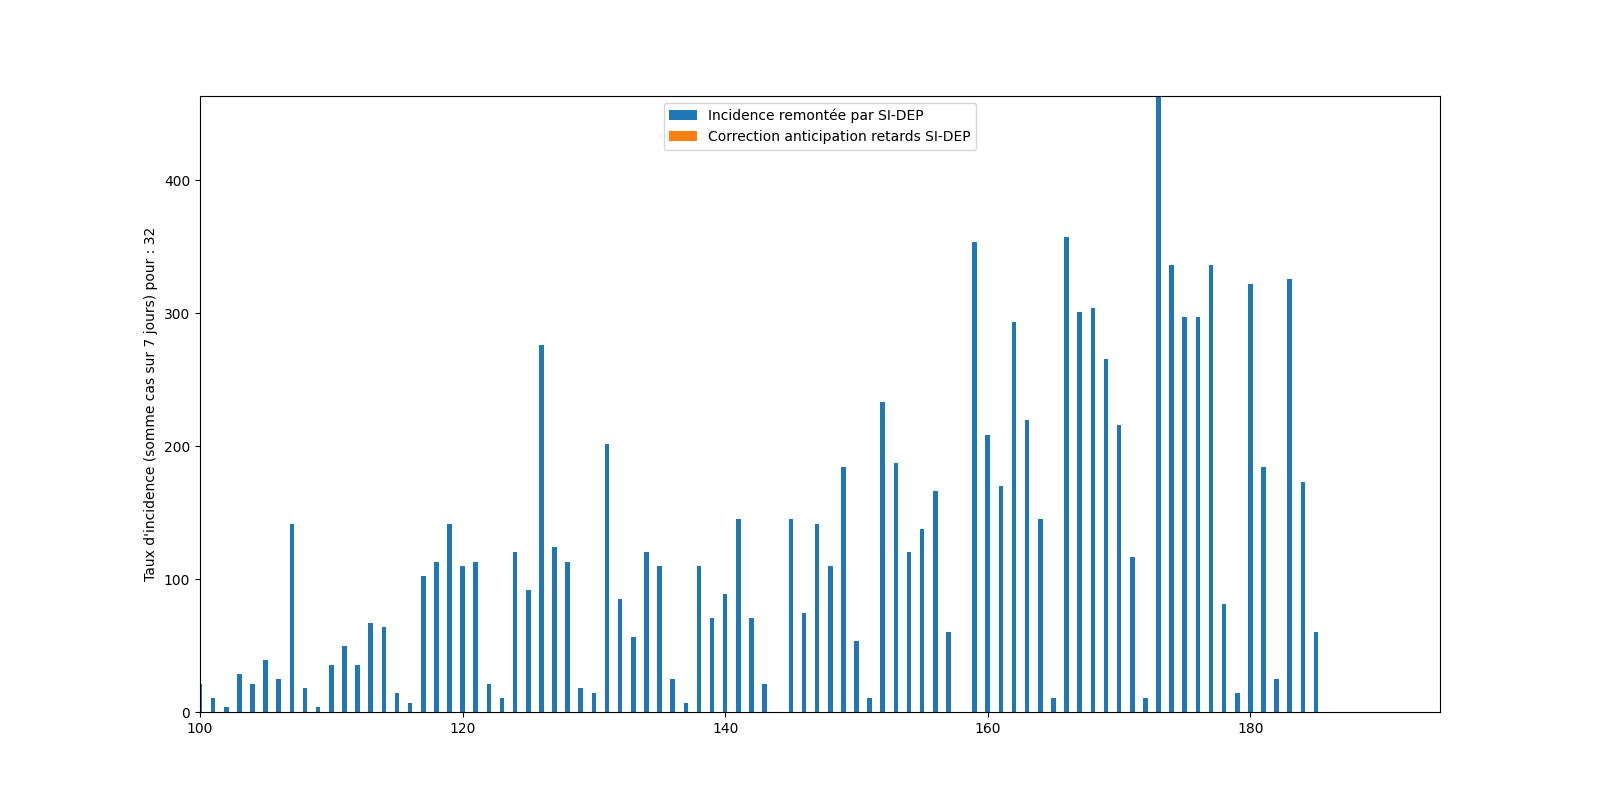 Incidence remontée par SI-DEP
Correction anticipation retards SI-DEP
Taux d'incidence (somme cas sur 7 jours) pour : 32
400
300
200
100
0
100 120 140 160 180